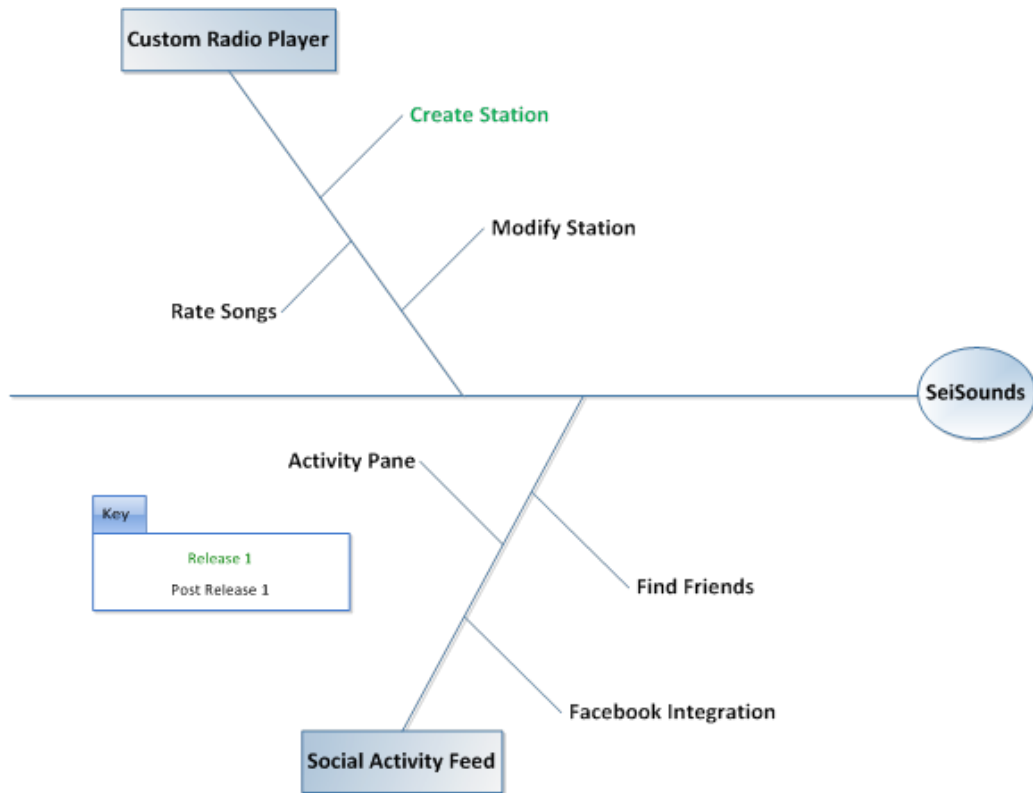 Custom Radio Player
Create Station
Modify Station
Rate Songs
SeiSounds
Activity Pane
Key
Release 1
Post Release 1
Find Friends
Facebook Integration
Social Activity Feed